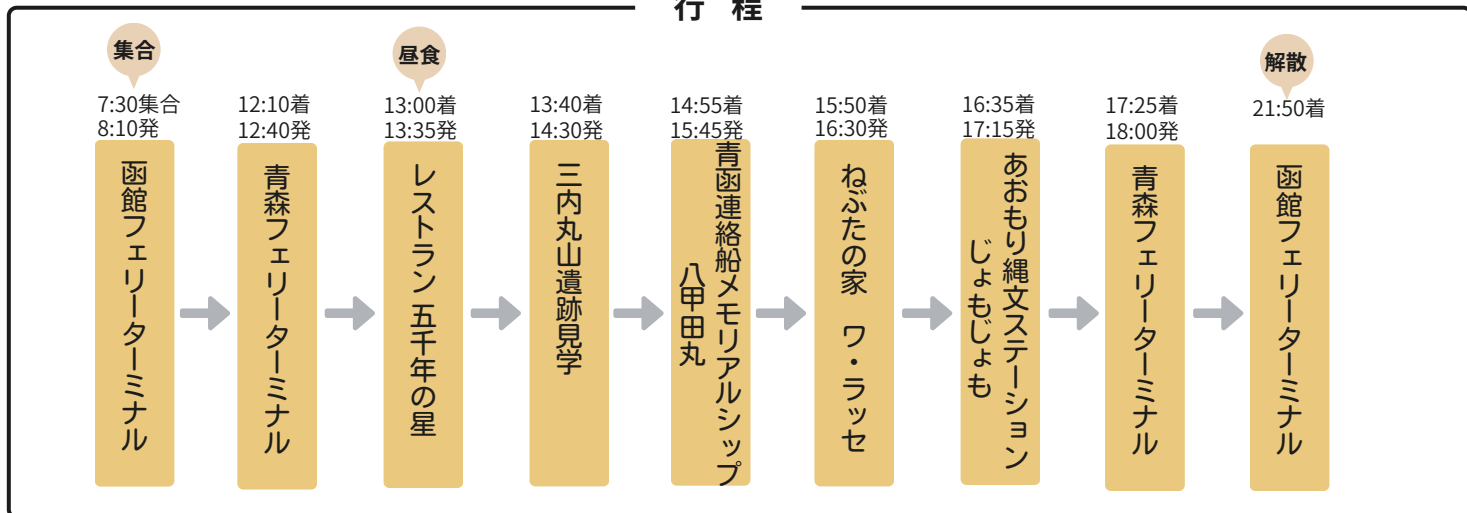 行程
集合
7:30集合
8:10発
函館フェリーターミナル
12:10着
12:40発
青森フェリーターミナル
昼食
13:00着
13:35発
レストラン 五千年の星
13:40着
14:30発
三内丸山遺跡見学
14:55着
15:45発
青函連絡船メモリアルシップ
八甲田丸
15:50着
16:30発
ねぶたの家 ワ・ラッセ
16:35着
17:15発
あおもり縄文ステーション
じょもじょも
17:25着
18:00発
青森フェリーターミナル
解散
21:50着
函館フェリーターミナル